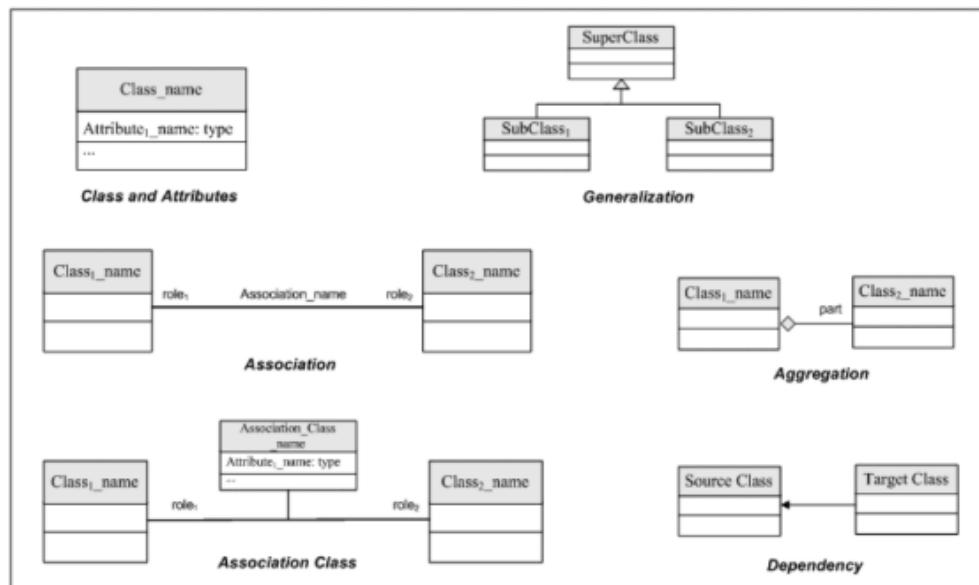 Class_name
Attribute₁_name: type
...
Class and Attributes
SuperClass
SubClass₁
SubClass₂
Generalization
Class₁_name
Class₂_name
role₁
Association_name
role₂
Association
Class₁_name
Class₂_name
part
Aggregation
Association_Class
_name
Attribute₁_name: type
...
Class₁_name
Class₂_name
role₁
role₂
Association Class
Source Class
Target Class
Dependency